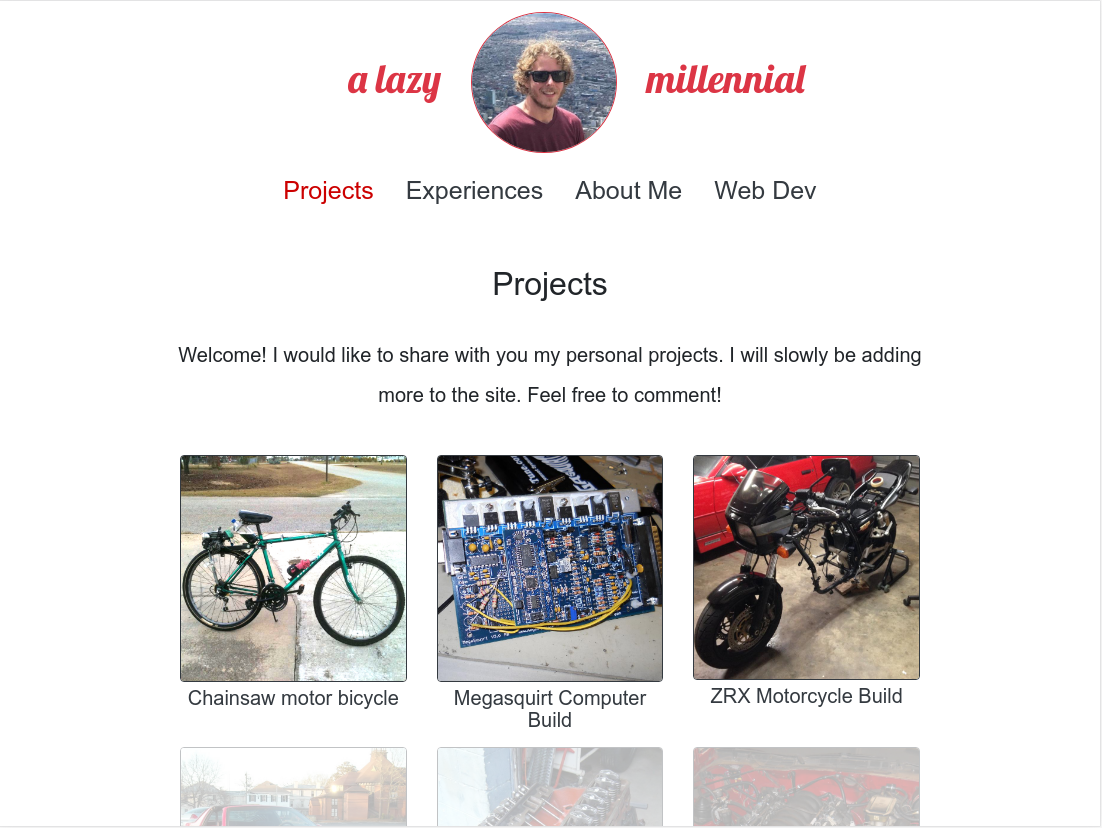 a lazy millennial
Projects Experiences About Me Web Dev
Projects
Welcome! I would like to share with you my personal projects. I will slowly be adding
more to the site. Feel free to comment!
Chainsaw motor bicycle
Megasquirt Computer
Build
ZRX Motorcycle Build